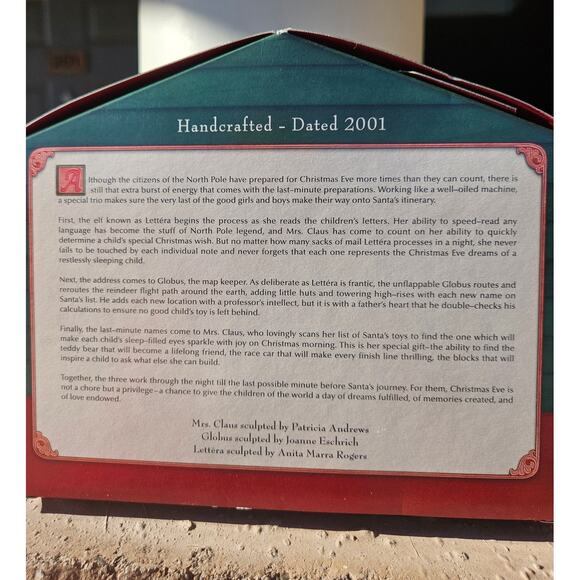 Handcrafted – Dated 2001
Although the citizens of the North Pole have prepared for Christmas Eve more times than they can count, there is
still that extra burst of energy that comes with the last–minute preparations. Working like a well–oiled machine,
a special trio makes sure the very last of the good girls and boys make their way onto Santa's itinerary.
First, the elf known as Lettéra begins the process as she reads the children's letters. Her ability to speed–read any
language has become the stuff of North Pole legend, and Mrs. Claus has come to count on her ability to quickly
determine a child's special Christmas wish. But no matter how many sacks of mail Lettéra processes in a night, she never
fails to be touched by each individual note and never forgets that each one represents the Christmas Eve dreams of a
restlessly sleeping child.
Next, the address comes to Globus, the map keeper. As deliberate as Lettéra is frantic, the unflappable Globus routes and
reroutes the reindeer flight path around the earth, adding little huts and towering high–rises with each new name on
Santa's list. He adds each new location with a professor's intellect, but it is with a father's heart that he double–checks his
calculations to ensure no good child's toy is left behind.
Finally, the last–minute names come to Mrs. Claus, who lovingly scans her list of Santa's toys to find the one which will
make each child's sleep–filled eyes sparkle with joy on Christmas morning. This is her special gift–the ability to find the
teddy bear that will become a lifelong friend, the race car that will make every finish line thrilling, the blocks that will
inspire a child to ask what else she can build.
Together, the three work through the night till the last possible minute before Santa's journey. For them, Christmas Eve is
not a chore but a privilege–a chance to give the children of the world a day of dreams fulfilled, of memories created, and
of love endowed.
Mrs. Claus sculpted by Patricia Andrews
Globus sculpted by Joanne Eschrich
Lettéra sculpted by Anita Marra Rogers